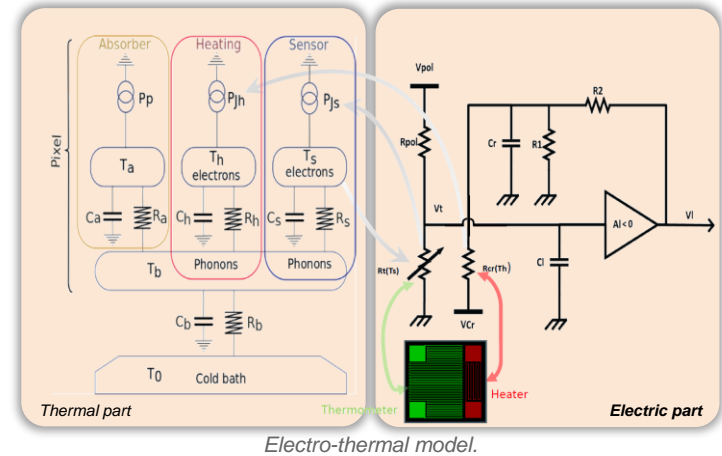 Absorber
Heating
Sensor
Pp
PJh
PJs
Pixel
Ta
Th
electrons
Ts
electrons
Ca
Ra
Ch
Rh
Cs
Rs
Tb
Phonons
Phonons
Cb
Rb
T0
Cold bath
Thermal part
Vpol
Rpol
Cr
R1
R2
Vt
Al < 0
Vl
Rt(Ts)
Rcr(Th)
Cl
VCr
Thermometer
Heater
Electric part
Electro-thermal model.